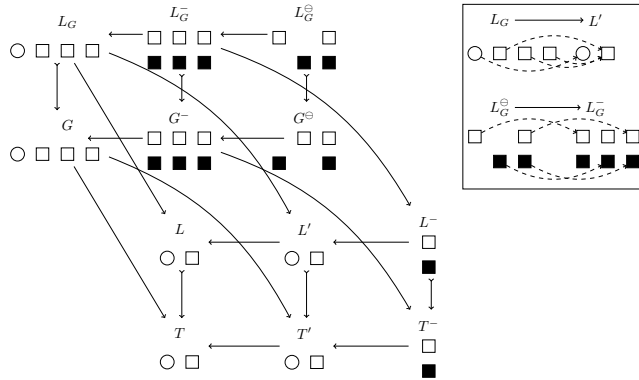 L_G L_G^- L_G^⊖ L_G L'
L_G^⊖ L_G^-
G G^- G^⊖
L L' L^-
T T' T^-